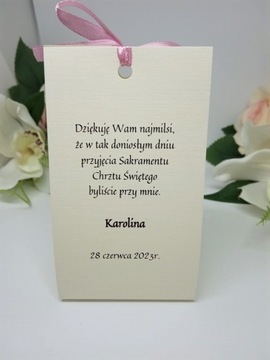 Dziękuję Wam najmilsi,
że w tak doniosłym dniu
przyjęcia Sakramentu
Chrztu Świętego
byliście przy mnie.
Karolina
28 czerwca 2023r.